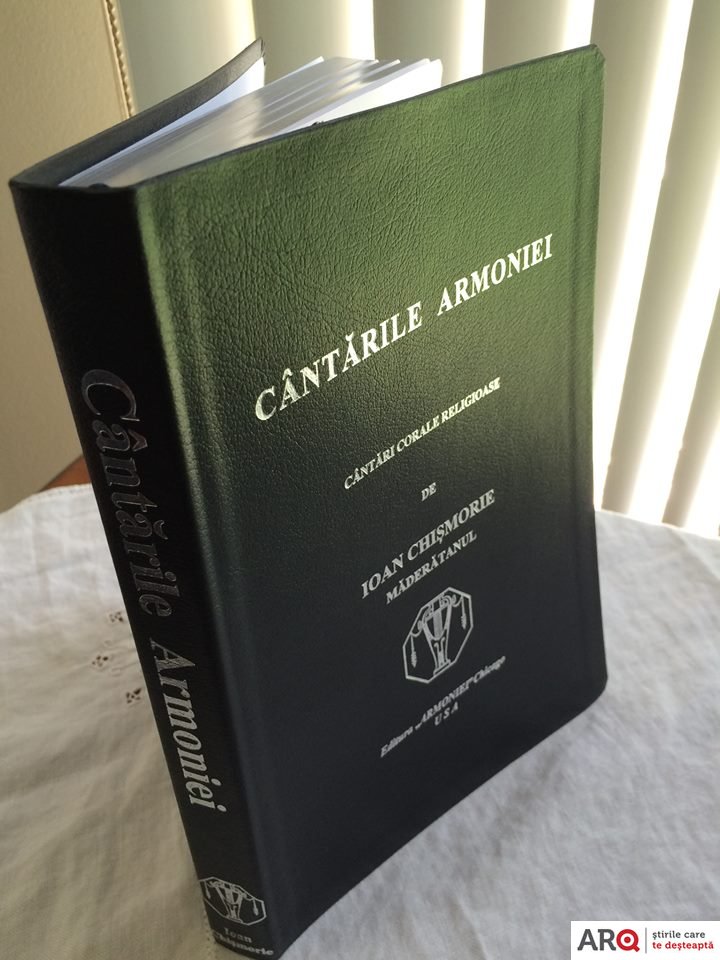 CÂNTĂRILE ARMONIEI
CÂNTĂRI CORALE RELIGIOASE
DE
IOAN CHIȘMORIE
MĂDERĂTANUL
Editura „ARMONIEI" Chicago
U S A
Cântările Armoniei
Ioan
Chișmorie
ARQ știrile care
te deșteaptă